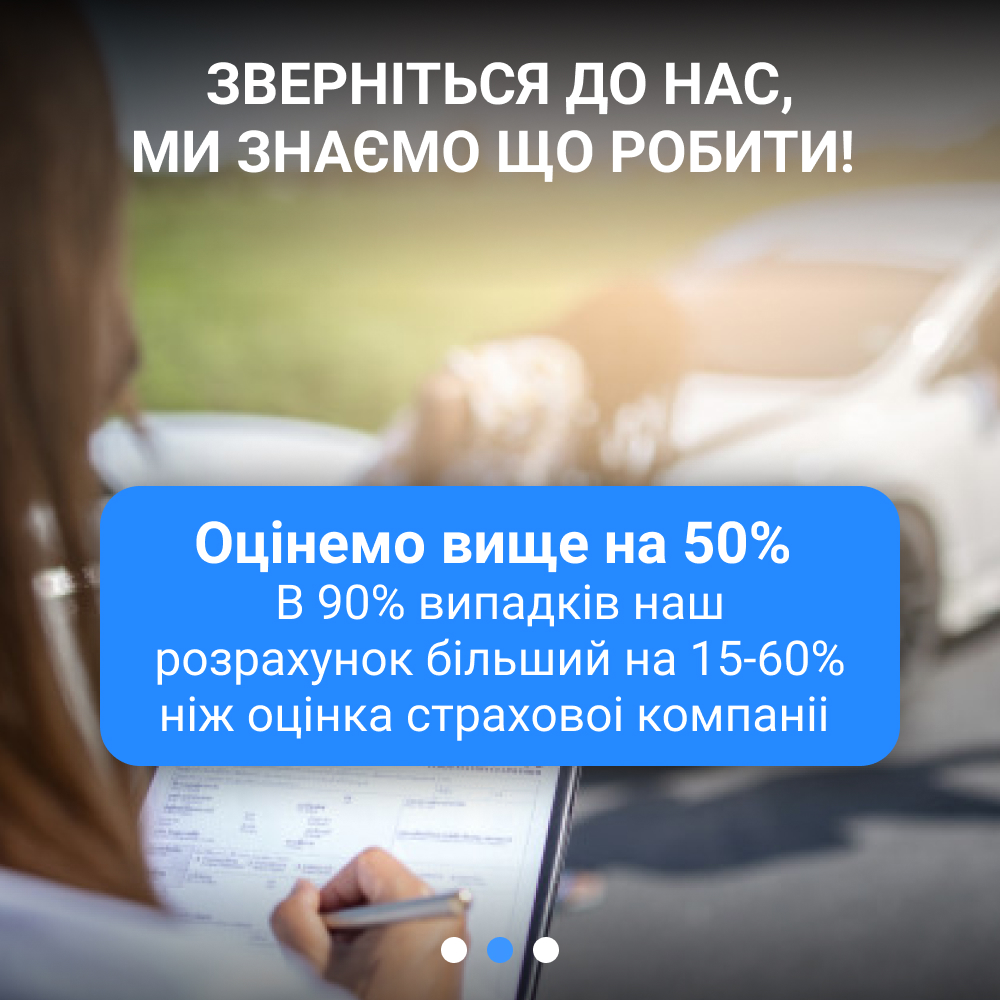 ЗВЕРНІТЬСЯ ДО НАС,
МИ ЗНАЄМО ЩО РОБИТИ!
Оцінемо вище на 50%
В 90% випадків наш
розрахунок більший на 15-60%
ніж оцінка страховоі компаніі